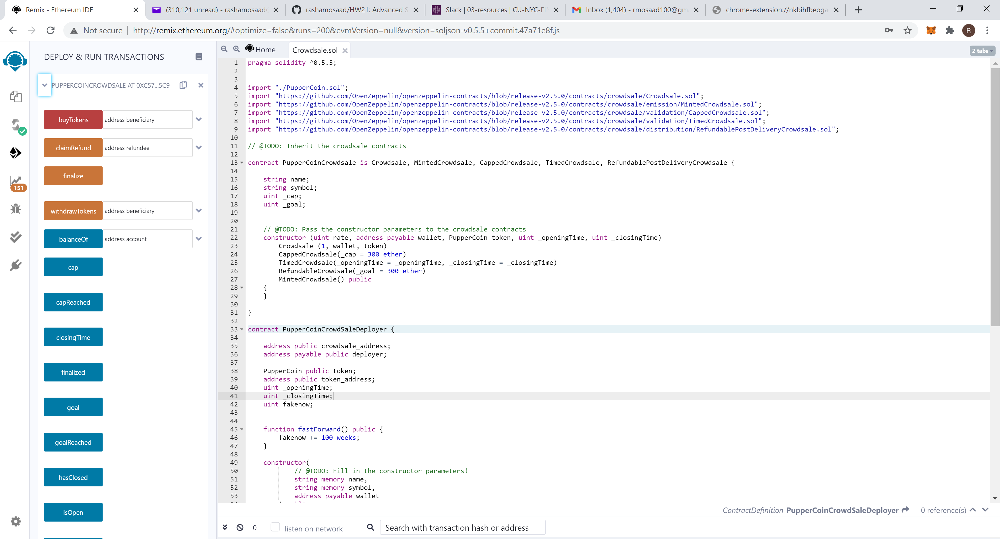 Remix - Ethereum IDE
(310,121 unread) - rashamosaad
rashamosaad/HW21: Advanced S
Slack | 03-resources | CU-NYC-FI
Inbox (1,404) - rmosaad100@gm
chrome-extension://nkbihfbeoga
Not secure
http://remix.ethereum.org/#optimize=false&runs=200&evmVersion=null&version=soljson-v0.5.5+commit.47a71e8f.js
R
DEPLOY & RUN TRANSACTIONS
PUPPERCOINCROWDSALE AT 0XC57...5C9
buyTokens address beneficiary
claimRefund address refundee
finalize
withdrawTokens address beneficiary
balanceOf address account
cap
capReached
closingTime
finalized
goal
goalReached
hasClosed
isOpen
151
Home
Crowdsale.sol
2 tabs
1 pragma solidity ^0.5.5;
2
3
4 import "./PupperCoin.sol";
5 import "https://github.com/OpenZeppelin/openzeppelin-contracts/blob/release-v2.5.0/contracts/crowdsale/Crowdsale.sol";
6 import "https://github.com/OpenZeppelin/openzeppelin-contracts/blob/release-v2.5.0/contracts/crowdsale/emission/MintedCrowdsale.sol";
7 import "https://github.com/OpenZeppelin/openzeppelin-contracts/blob/release-v2.5.0/contracts/crowdsale/validation/CappedCrowdsale.sol";
8 import "https://github.com/OpenZeppelin/openzeppelin-contracts/blob/release-v2.5.0/contracts/crowdsale/validation/TimedCrowdsale.sol";
9 import "https://github.com/OpenZeppelin/openzeppelin-contracts/blob/release-v2.5.0/contracts/crowdsale/distribution/RefundablePostDeliveryCrowdsale.sol";
10
11 // @TODO: Inherit the crowdsale contracts
12
13 contract PupperCoinCrowdsale is Crowdsale, MintedCrowdsale, CappedCrowdsale, TimedCrowdsale, RefundablePostDeliveryCrowdsale {
14
15 string name;
16 string symbol;
17 uint _cap;
18 uint _goal;
19
20
21 // @TODO: Pass the constructor parameters to the crowdsale contracts
22 constructor (uint rate, address payable wallet, PupperCoin token, uint _openingTime, uint _closingTime)
23 Crowdsale (1, wallet, token)
24 CappedCrowdsale(_cap = 300 ether)
25 TimedCrowdsale(_openingTime = _openingTime, _closingTime = _closingTime)
26 RefundableCrowdsale(_goal = 300 ether)
27 MintedCrowdsale() public
28 {
29 }
30
31 }
32
33 contract PupperCoinCrowdSaleDeployer {
34
35 address public crowdsale_address;
36 address payable public deployer;
37
38 PupperCoin public token;
39 address public token_address;
40 uint _openingTime;
41 uint _closingTime;
42 uint fakenow;
43
44
45 function fastForward() public {
46 fakenow += 100 weeks;
47 }
48
49 constructor(
50 // @TODO: Fill in the constructor parameters!
51 string memory name,
52 string memory symbol,
53 address payable wallet
54 ) public
ContractDefinition PupperCoinCrowdSaleDeployer 0 reference(s)
0 listen on network Search with transaction hash or address